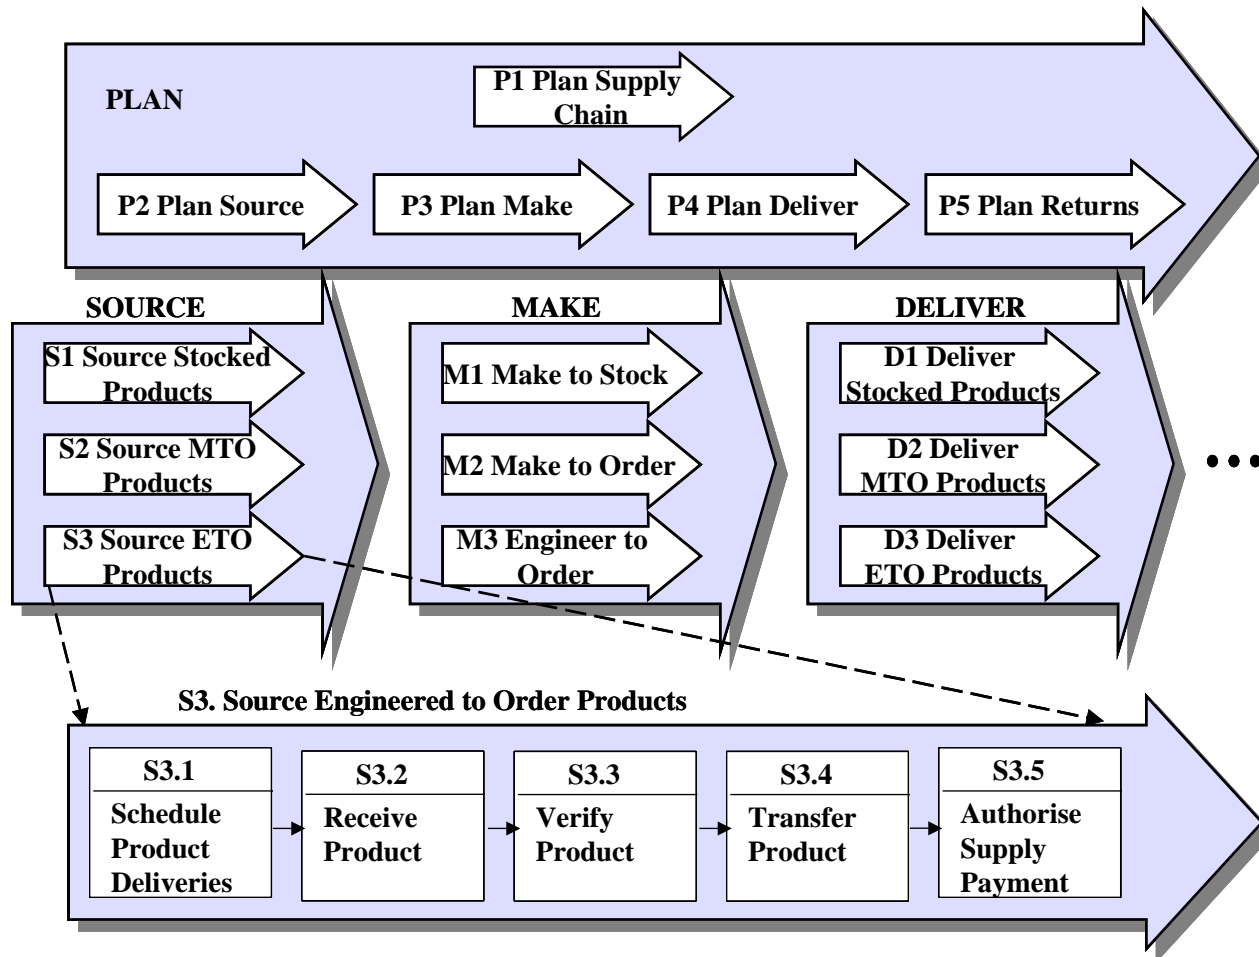 PLAN
P1 Plan Supply
Chain
P2 Plan Source
P3 Plan Make
P4 Plan Deliver
P5 Plan Returns
SOURCE
S1 Source Stocked
Products
S2 Source MTO
Products
S3 Source ETO
Products
MAKE
M1 Make to Stock
M2 Make to Order
M3 Engineer to
Order
DELIVER
D1 Deliver
Stocked Products
D2 Deliver
MTO Products
D3 Deliver
ETO Products
S3. Source Engineered to Order Products
S3.1
Schedule
Product
Deliveries
S3.2
Receive
Product
S3.3
Verify
Product
S3.4
Transfer
Product
S3.5
Authorise
Supply
Payment